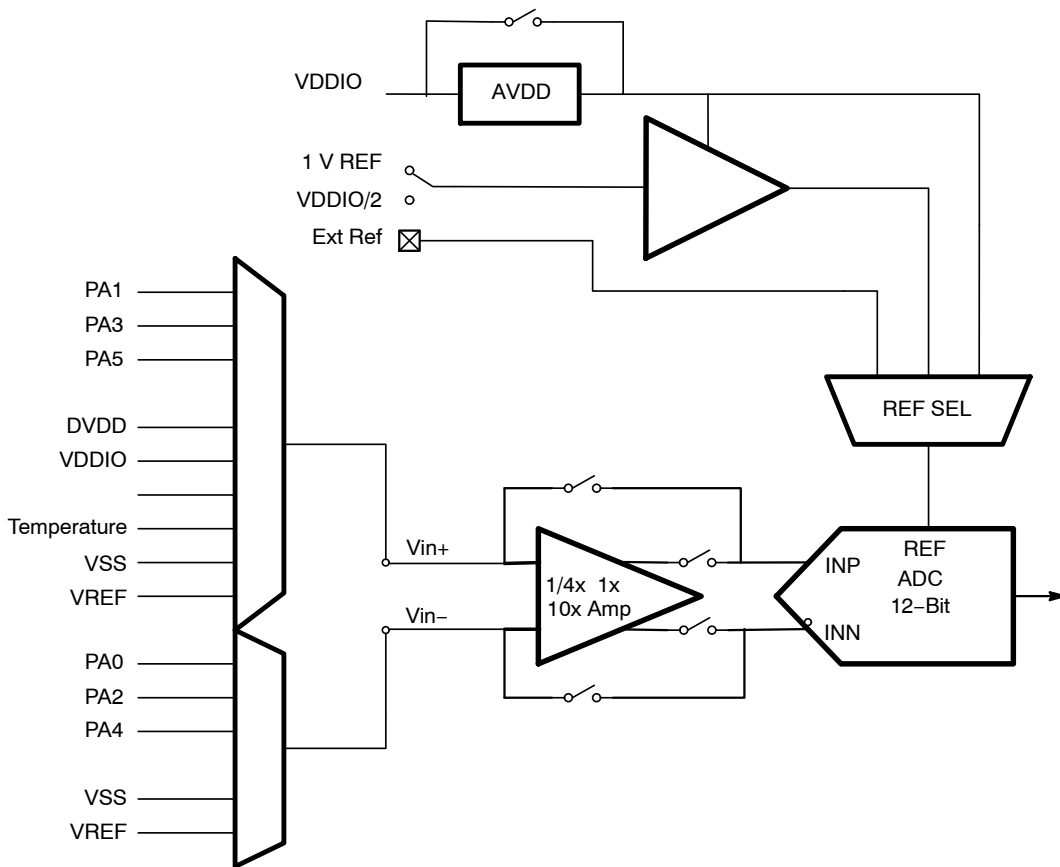 VDDIO
AVDD
1 V REF
VDDIO/2
Ext Ref
PA1
PA3
PA5
DVDD
VDDIO
Temperature
VSS
VREF
PA0
PA2
PA4
VSS
VREF
Vin+
Vin−
1/4x 1x
10x Amp
REF SEL
REF
INP
ADC
12−Bit
INN